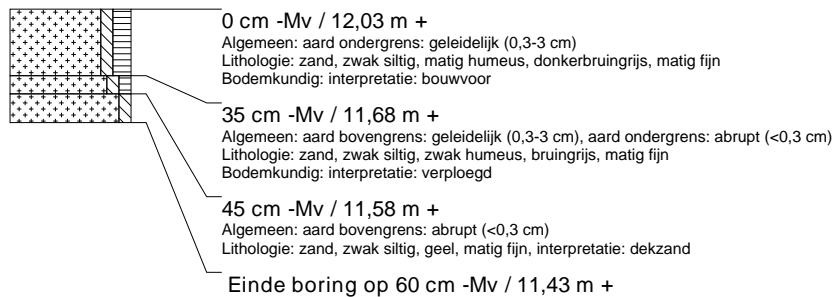 0 cm -Mv / 12,03 m +
Algemeen: aard ondergrens: geleidelijk (0,3-3 cm)
Lithologie: zand, zwak siltig, matig humeus, donkerbruingrijs, matig fijn
Bodemkundig: interpretatie: bouwvoor
35 cm -Mv / 11,68 m +
Algemeen: aard bovengrens: geleidelijk (0,3-3 cm), aard ondergrens: abrupt (<0,3 cm)
Lithologie: zand, zwak siltig, zwak humeus, bruingrijs, matig fijn
Bodemkundig: interpretatie: verploegd
45 cm -Mv / 11,58 m +
Algemeen: aard bovengrens: abrupt (<0,3 cm)
Lithologie: zand, zwak siltig, geel, matig fijn, interpretatie: dekzand
Einde boring op 60 cm -Mv / 11,43 m +